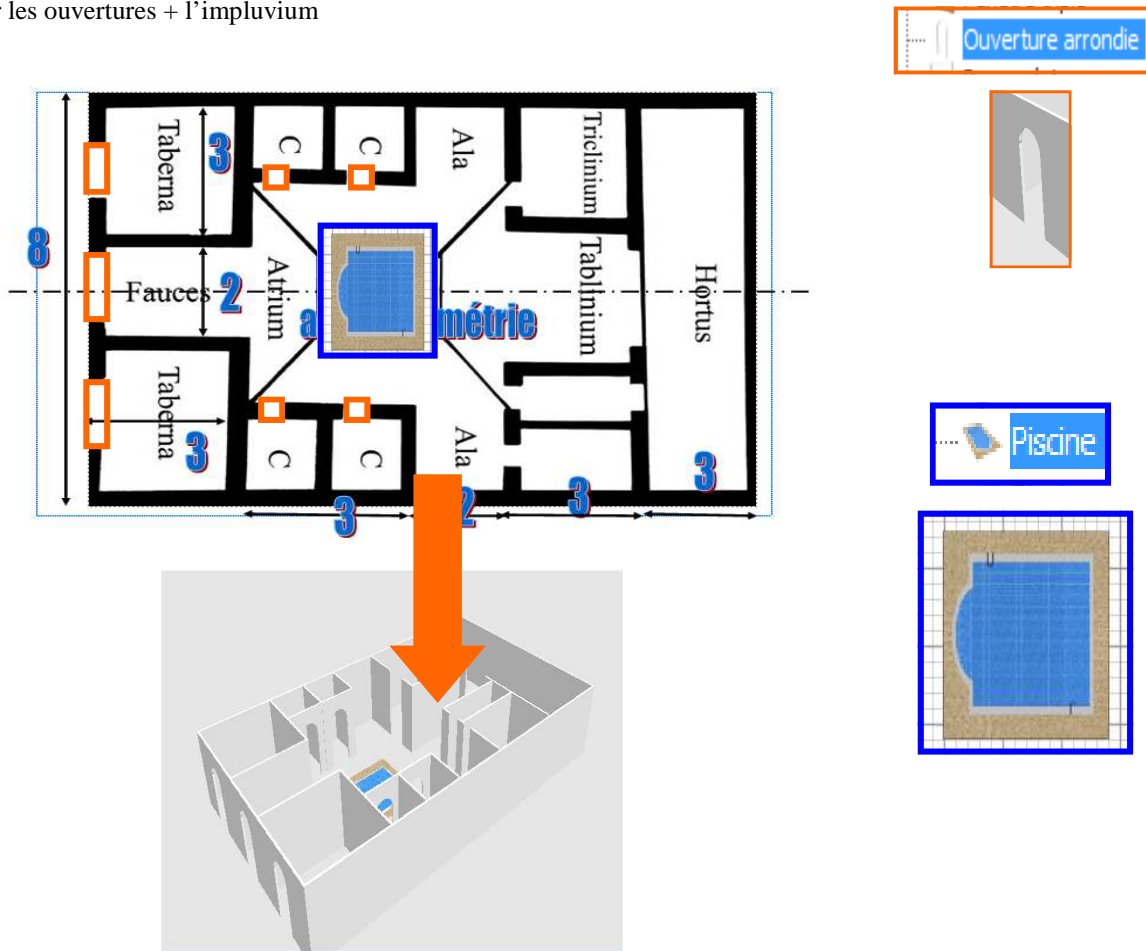 r les ouvertures + l’impluvium
Ouverture arrondie
Taberna
3
C
C
Ala
Triclinium
8
Fauces
2
Atrium
a
métrie
Tablinium
Hortus
Taberna
3
C
C
Ala
3
2
3
3
Piscine